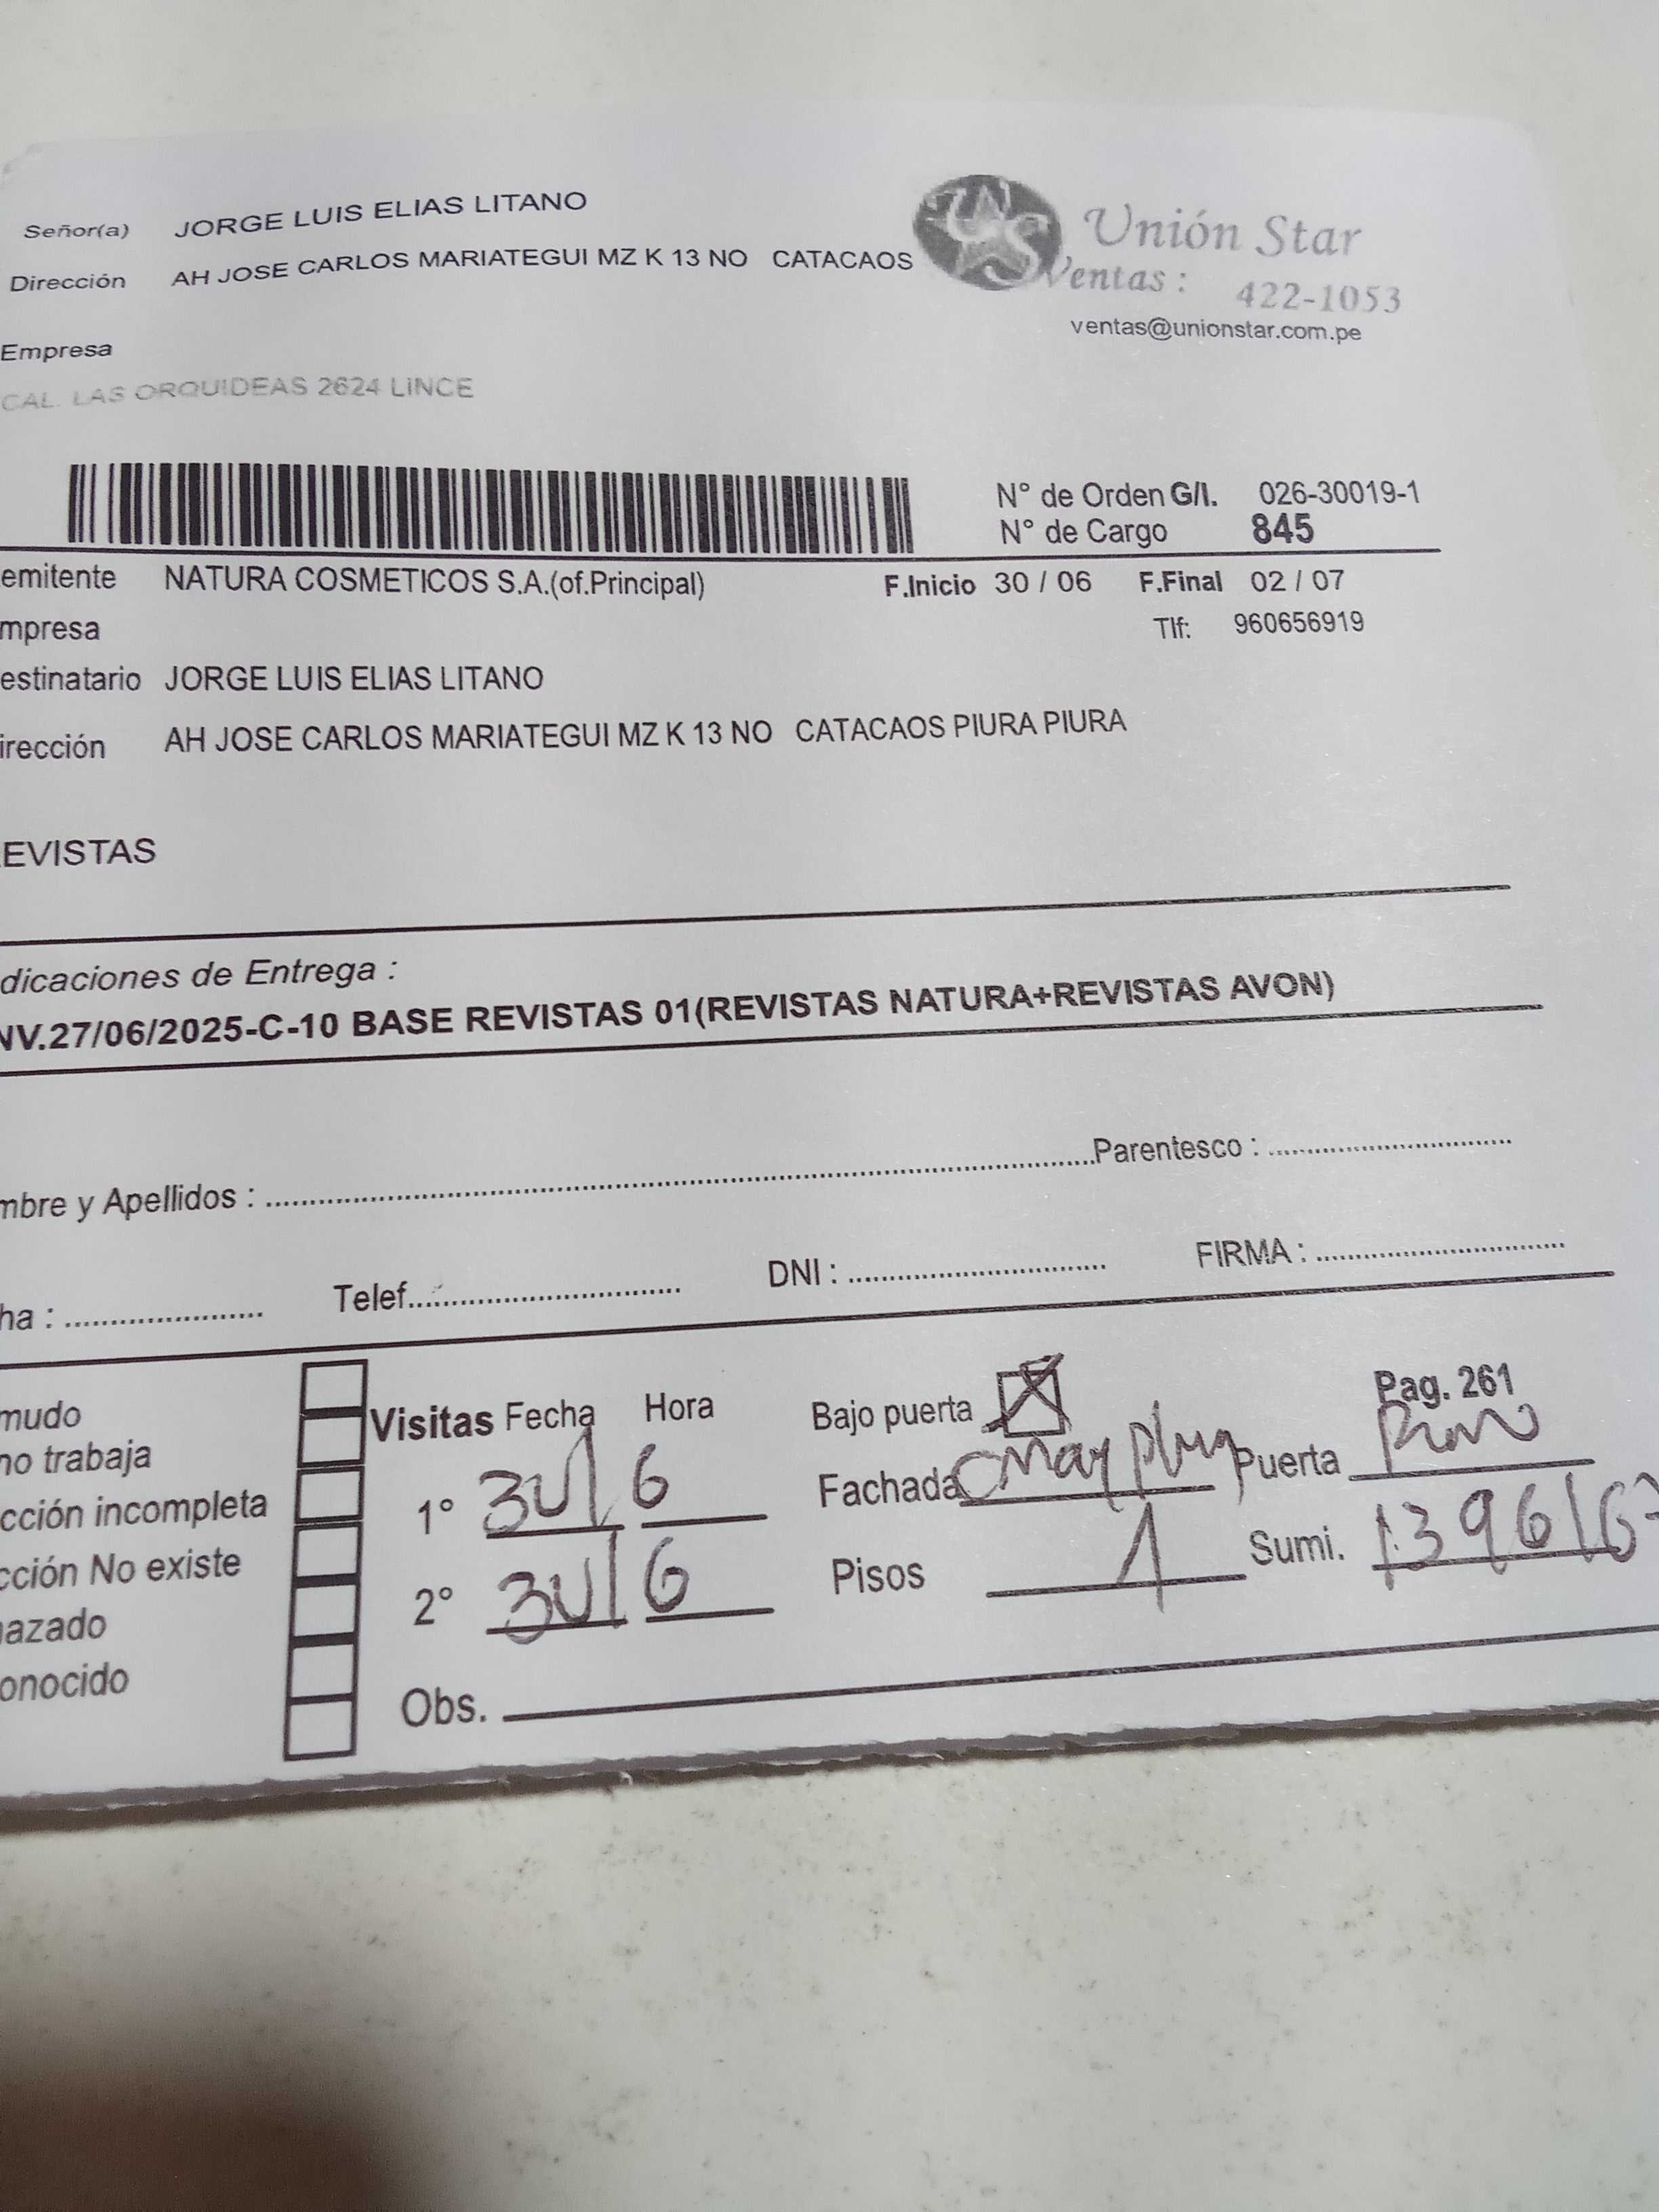 Señor(a) JORGE LUIS ELIAS LITANO
Dirección AH JOSE CARLOS MARIATEGUI MZ K 13 NO CATACAOS
Unión Star
Ventas : 422-1053
ventas@unionstar.com.pe
Empresa
CAL. LAS ORQUIDEAS 2624 LINCE
N° de Orden G/I. 026-30019-1
N° de Cargo 845
emitente NATURA COSMETICOS S.A.(of.Principal) F.Inicio 30 / 06 F.Final 02 / 07
mpresa Tlf: 960656919
estinatario JORGE LUIS ELIAS LITANO
irección AH JOSE CARLOS MARIATEGUI MZ K 13 NO CATACAOS PIURA PIURA
EVISTAS
dicaciones de Entrega :
NV.27/06/2025-C-10 BASE REVISTAS 01(REVISTAS NATURA+REVISTAS AVON)
mbre y Apellidos : Parentesco :
ha : Telef. DNI : FIRMA :
Pag. 261
mudo
no trabaja
cción incompleta
cción No existe
azado
onocido
Visitas Fecha Hora
1° 6
2° 6
Bajo puerta X
Fachada Puerta
Pisos 1 Sumi.
Obs.